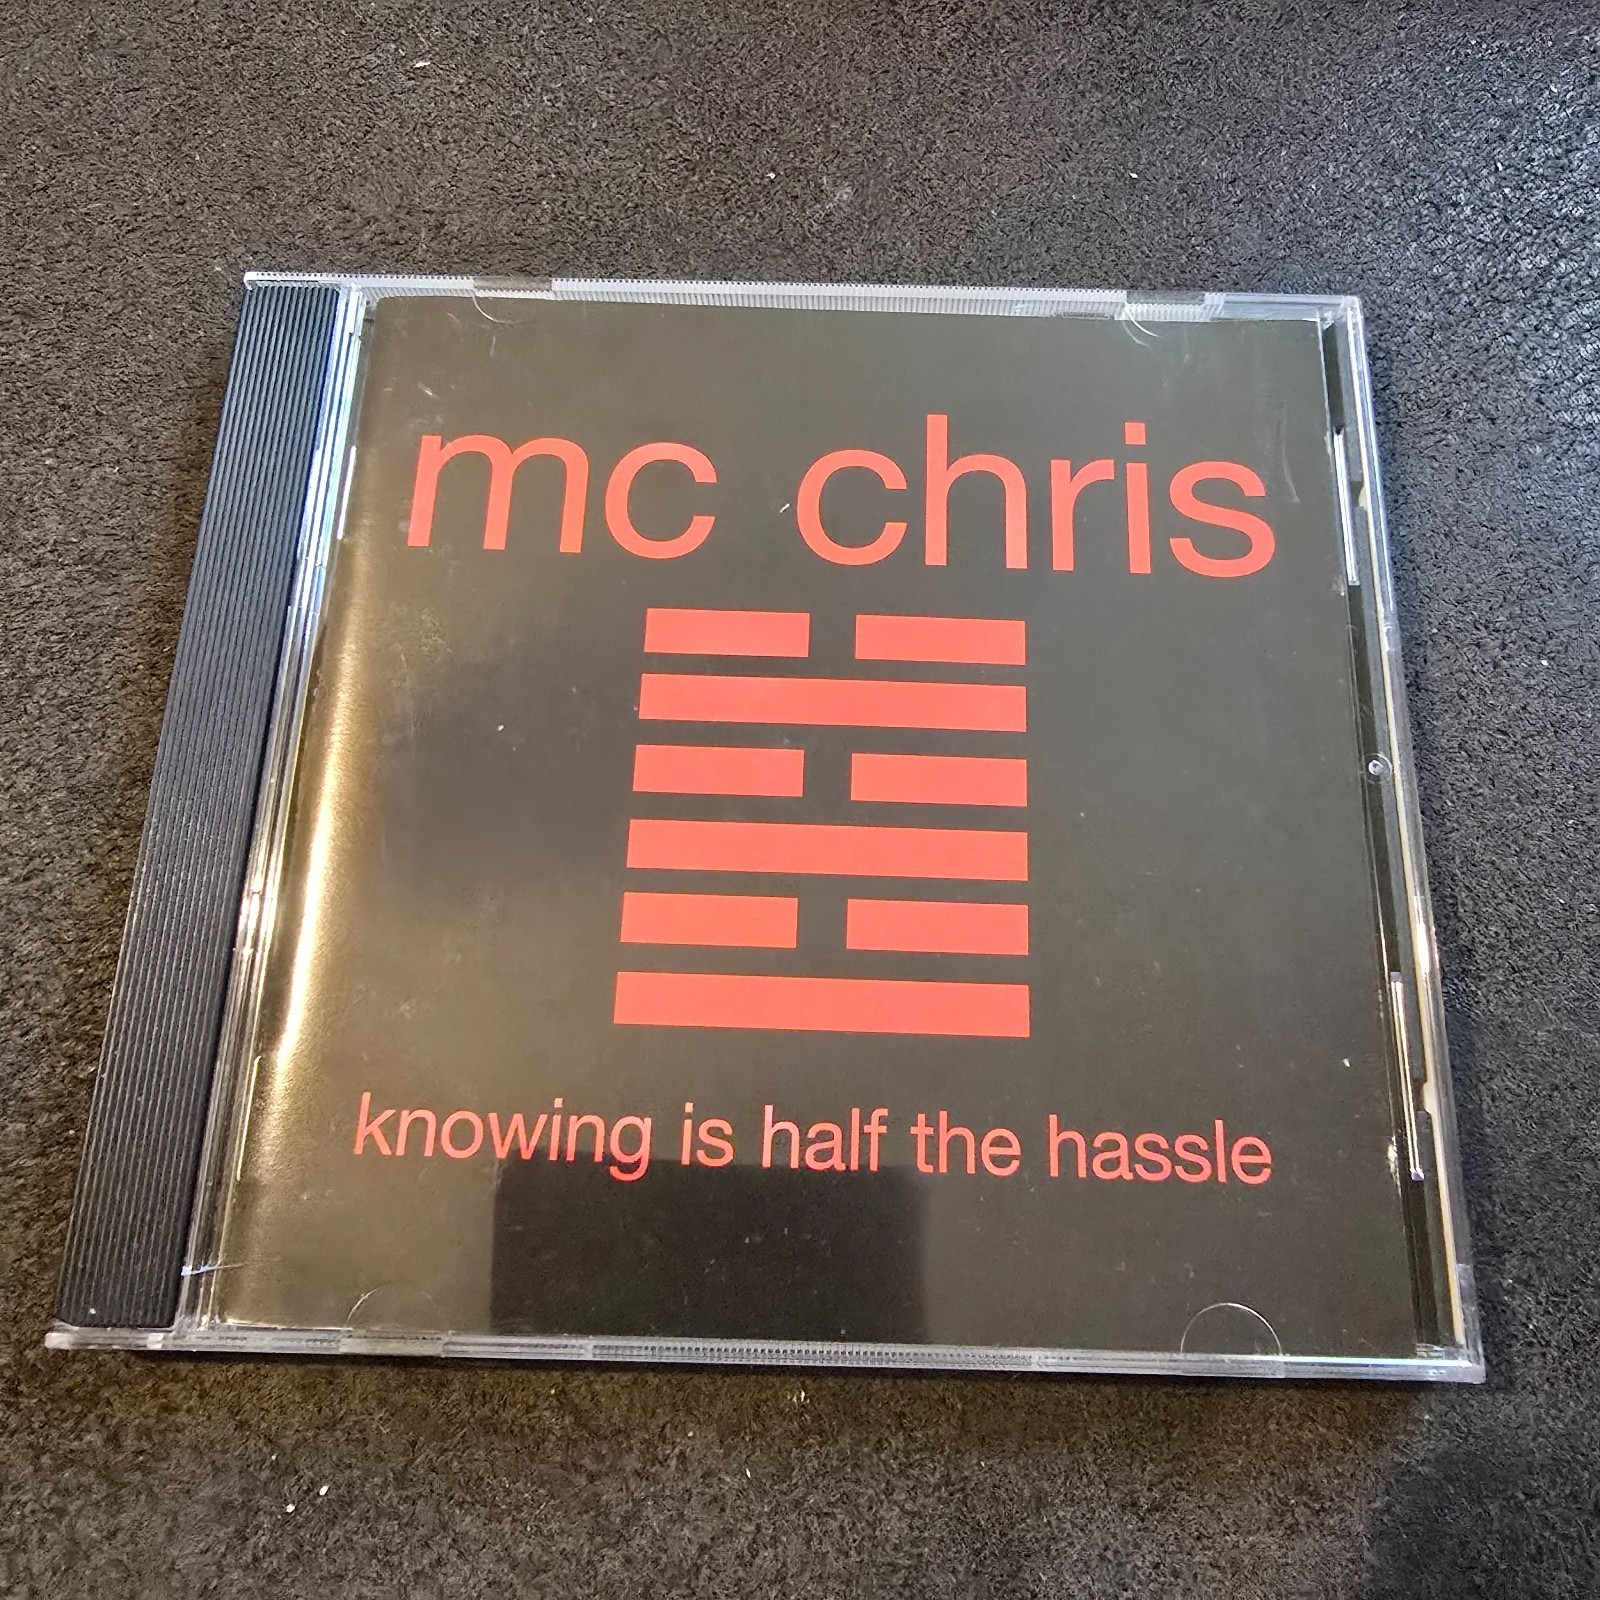 mc chris
knowing is half the hassle